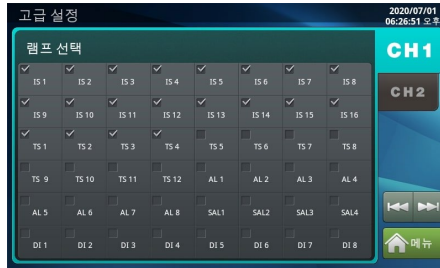 고급 설정
2020/07/01
06:26:51 오후
램프 선택
CH1
IS 1 IS 2 IS 3 IS 4 IS 5 IS 6 IS 7 IS 8
CH2
IS 9 IS 10 IS 11 IS 12 IS 13 IS 14 IS 15 IS 16
TS 1 TS 2 TS 3 TS 4 TS 5 TS 6 TS 7 TS 8
TS 9 TS 10 TS 11 TS 12 AL 1 AL 2 AL 3 AL 4
AL 5 AL 6 AL 7 AL 8 SAL1 SAL2 SAL3 SAL4
DI 1 DI 2 DI 3 DI 4 DI 5 DI 6 DI 7 DI 8
메뉴